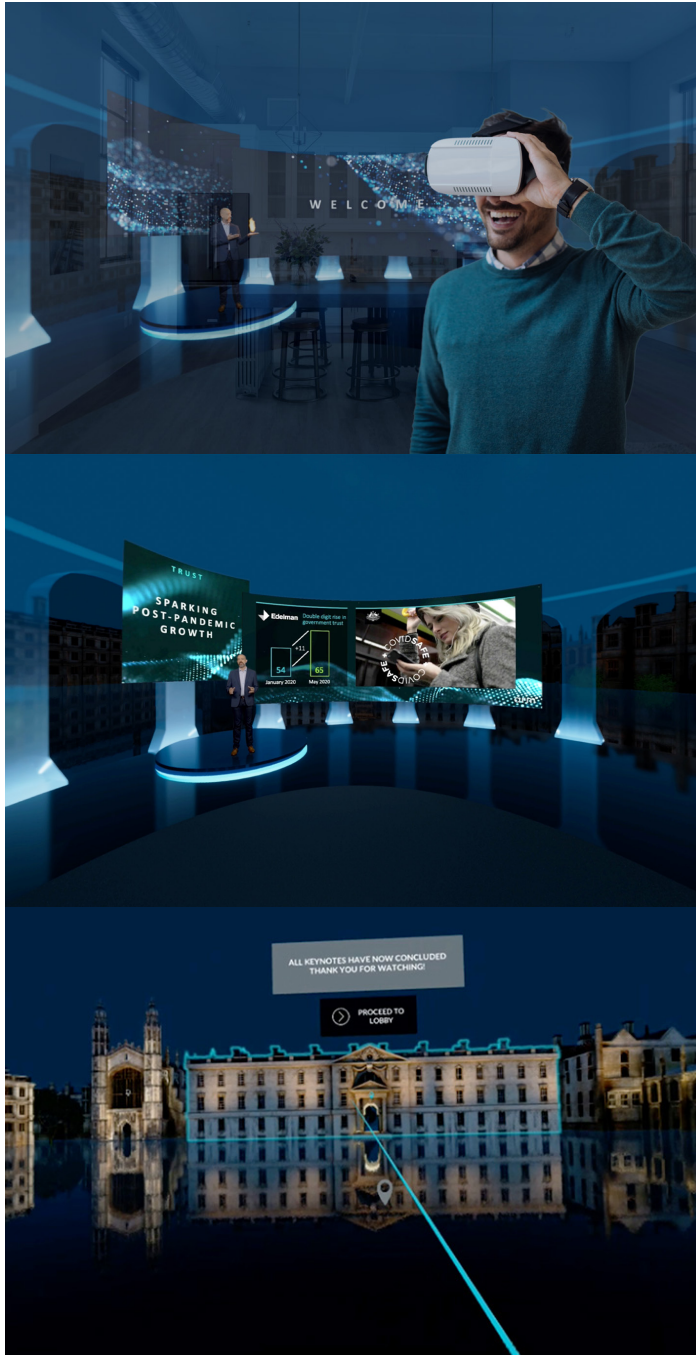 WELCOME
TRUST
SPARKING
POST-PANDEMIC
GROWTH
Edelman
Double digit rise in
government trust
+11
54
65
January 2020
May 2020
COVIDSAFE * COVIDSAFE
ALL KEYNOTES HAVE NOW CONCLUDED
THANK YOU FOR WATCHING!
PROCEED TO
LOBBY